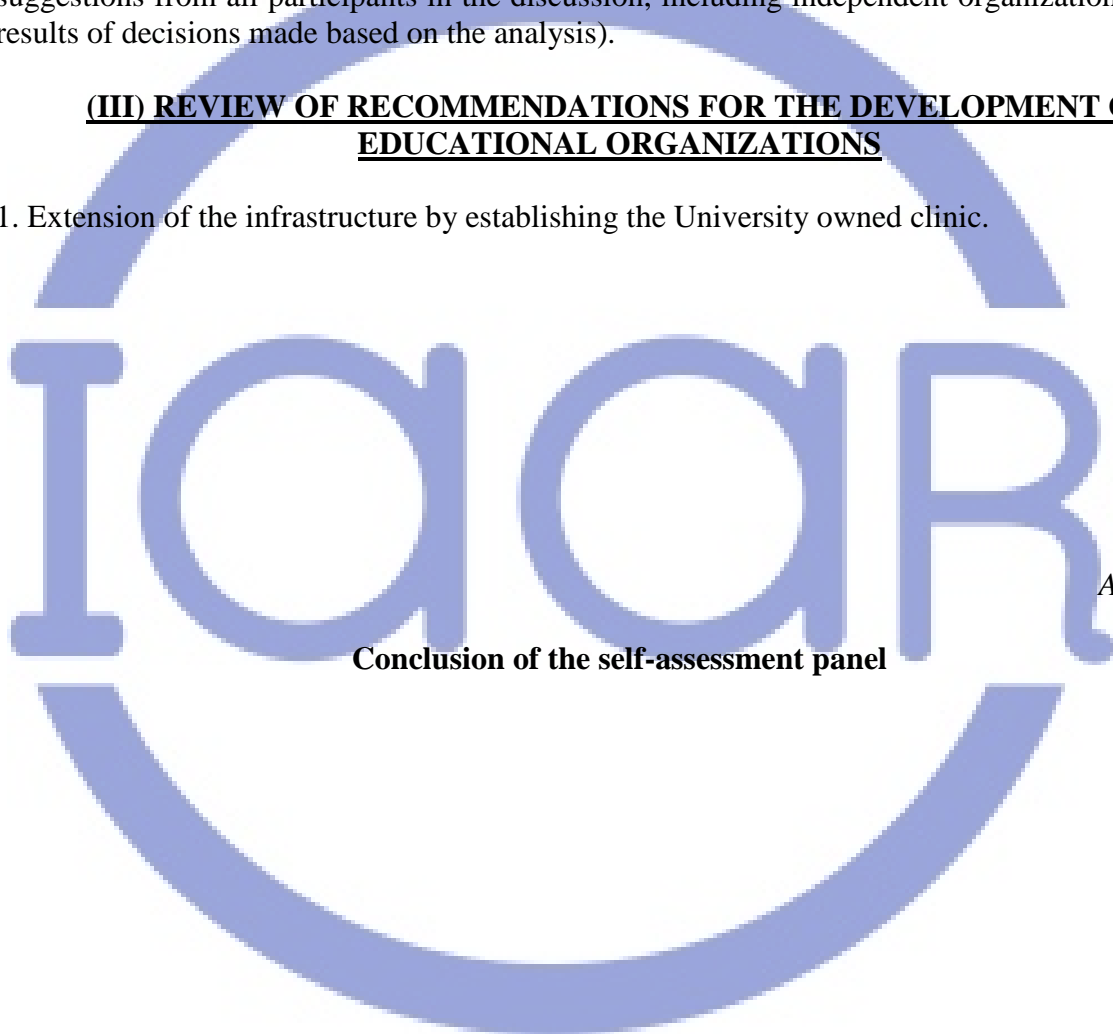 suggestions from all participants in the discussion, including independent organization
results of decisions made based on the analysis).
(III) REVIEW OF RECOMMENDATIONS FOR THE DEVELOPMENT
EDUCATIONAL ORGANIZATIONS
1. Extension of the infrastructure by establishing the University owned clinic.
IaaR
A
Conclusion of the self-assessment panel